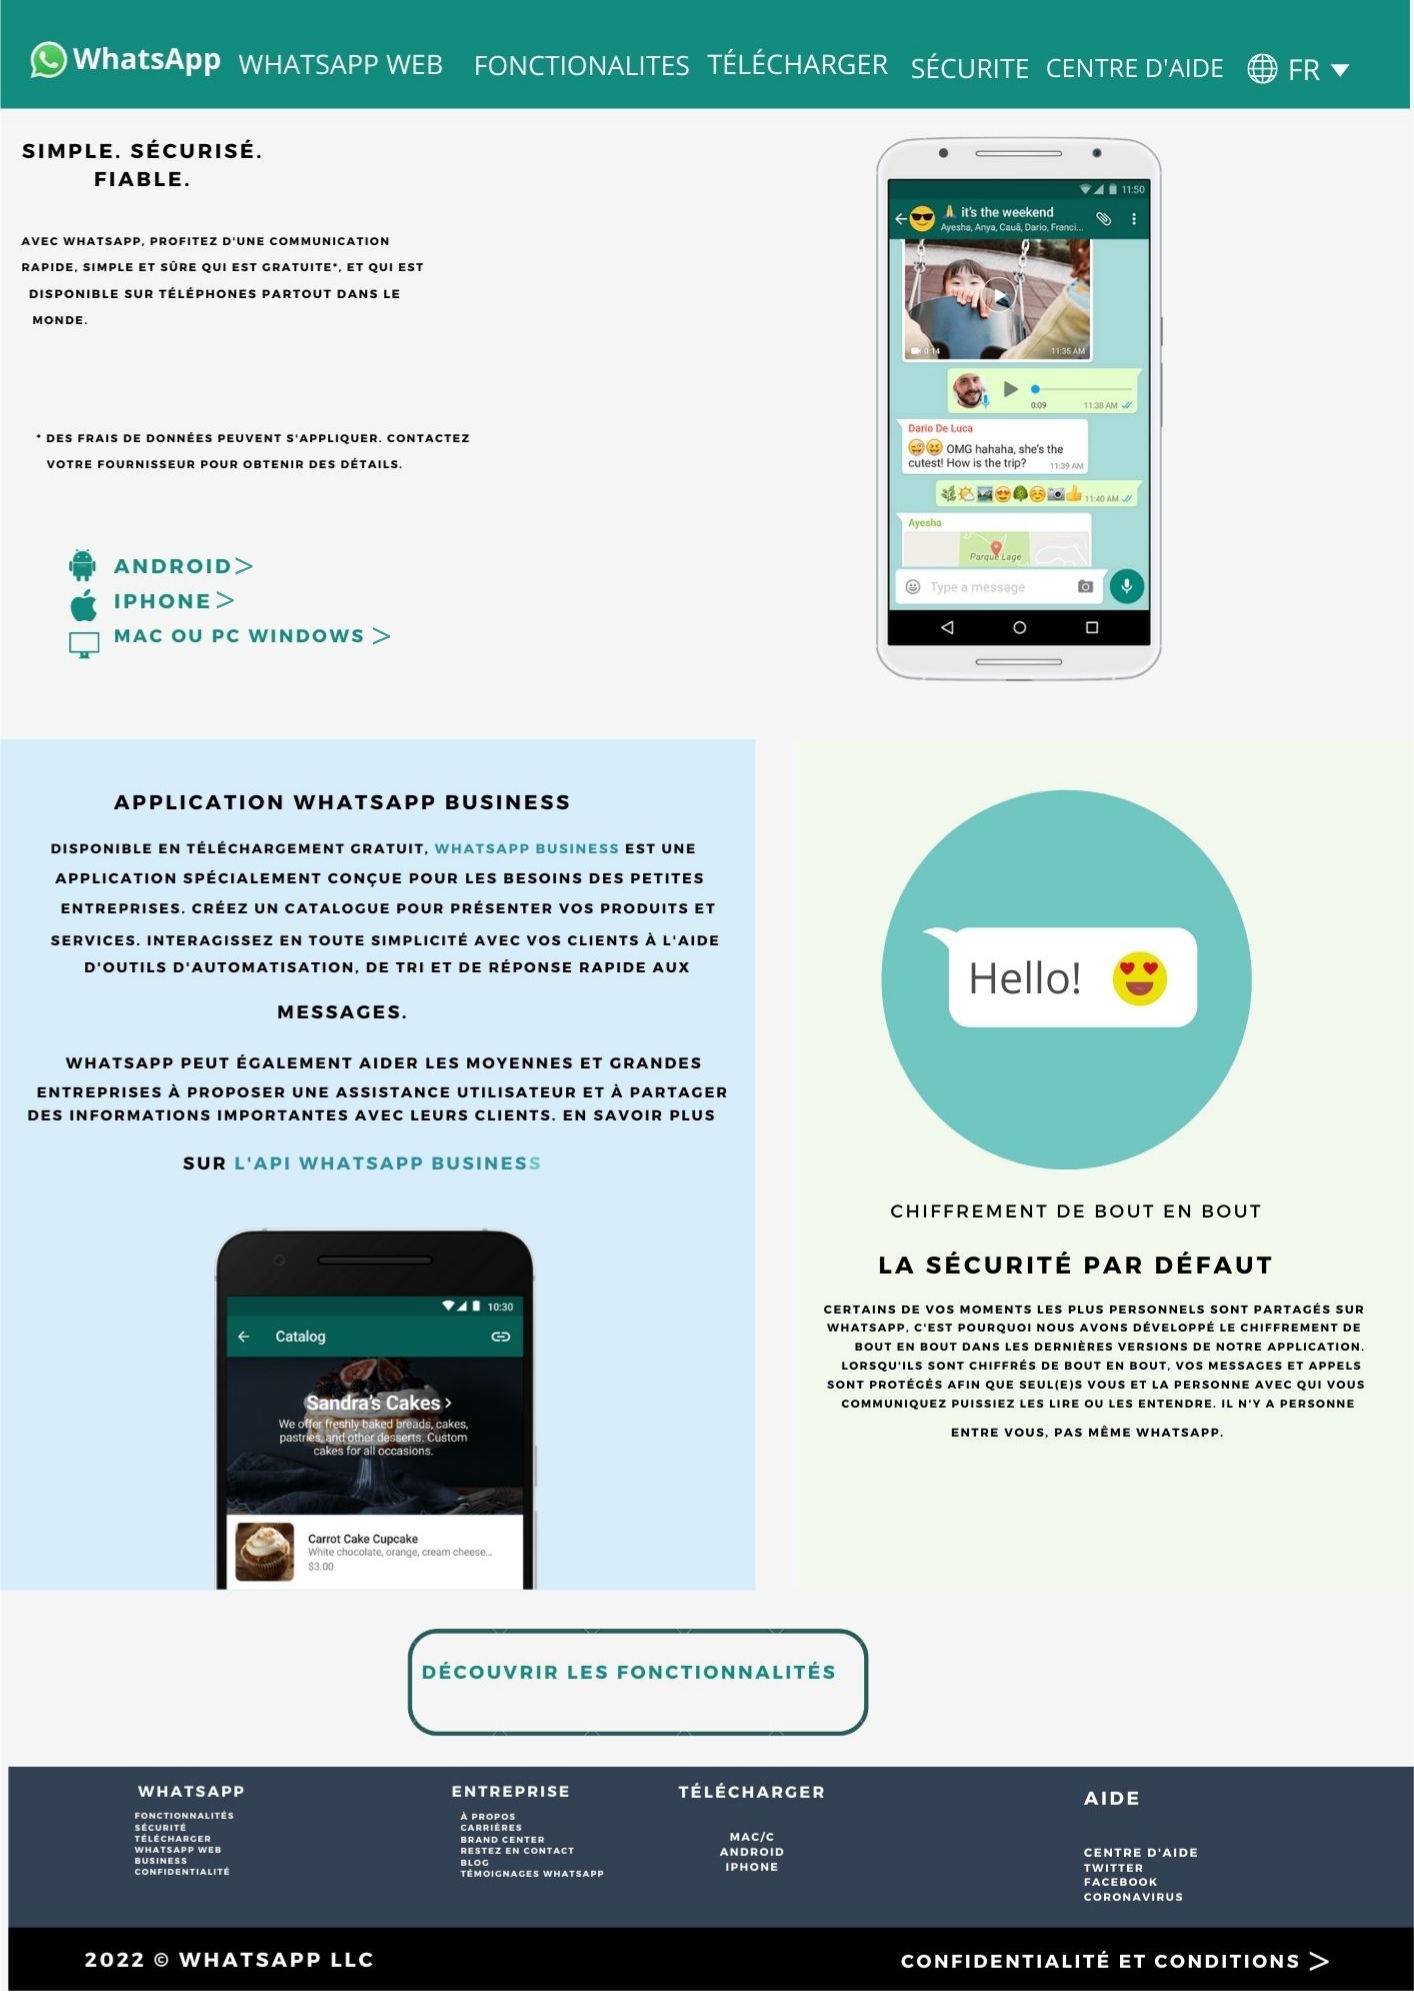 WhatsApp WHATSAPP WEB FONCTIONALITES TÉLÉCHARGER SÉCURITE CENTRE D'AIDE FR
SIMPLE. SÉCURISÉ.
FIABLE.
AVEC WHATSAPP, PROFITEZ D'UNE COMMUNICATION
RAPIDE, SIMPLE ET SÛRE QUI EST GRATUITE*, ET QUI EST
DISPONIBLE SUR TÉLÉPHONES PARTOUT DANS LE
MONDE.
* DES FRAIS DE DONNÉES PEUVENT S'APPLIQUER. CONTACTEZ
VOTRE FOURNISSEUR POUR OBTENIR DES DÉTAILS.
ANDROID>
IPHONE >
MAC OU PC WINDOWS >
11:50
it's the weekend
Ayesha, Anya, Cauã, Dario, Franci...
0:14 11:35 AM
0:09 11:38 AM
Dario De Luca
OMG hahaha, she's the
cutest! How is the trip? 11:39 AM
11:40 AM
Ayesha
Parque Lage
Type a message
APPLICATION WHATSAPP BUSINESS
DISPONIBLE EN TÉLÉCHARGEMENT GRATUIT, WHATSAPP BUSINESS EST UNE
APPLICATION SPÉCIALEMENT CONÇUE POUR LES BESOINS DES PETITES
ENTREPRISES. CRÉEZ UN CATALOGUE POUR PRÉSENTER VOS PRODUITS ET
SERVICES. INTERAGISSEZ EN TOUTE SIMPLICITÉ AVEC VOS CLIENTS À L'AIDE
D'OUTILS D'AUTOMATISATION, DE TRI ET DE RÉPONSE RAPIDE AUX
MESSAGES.
WHATSAPP PEUT ÉGALEMENT AIDER LES MOYENNES ET GRANDES
ENTREPRISES À PROPOSER UNE ASSISTANCE UTILISATEUR ET À PARTAGER
DES INFORMATIONS IMPORTANTES AVEC LEURS CLIENTS. EN SAVOIR PLUS
SUR L'API WHATSAPP BUSINESS
10:30
Catalog
Sandra's Cakes >
We offer freshly baked breads, cakes,
pastries, and other desserts. Custom
cakes for all occasions.
Carrot Cake Cupcake
White chocolate, orange, cream cheese...
$3.00
Hello!
CHIFFREMENT DE BOUT EN BOUT
LA SÉCURITÉ PAR DÉFAUT
CERTAINS DE VOS MOMENTS LES PLUS PERSONNELS SONT PARTAGÉS SUR
WHATSAPP, C'EST POURQUOI NOUS AVONS DÉVELOPPÉ LE CHIFFREMENT DE
BOUT EN BOUT DANS LES DERNIÈRES VERSIONS DE NOTRE APPLICATION.
LORSQU'ILS SONT CHIFFRÉS DE BOUT EN BOUT, VOS MESSAGES ET APPELS
SONT PROTÉGÉS AFIN QUE SEUL(E)S VOUS ET LA PERSONNE AVEC QUI VOUS
COMMUNIQUEZ PUISSIEZ LES LIRE OU LES ENTENDRE. IL N'Y A PERSONNE
ENTRE VOUS, PAS MÊME WHATSAPP.
DÉCOUVRIR LES FONCTIONNALITÉS
WHATSAPP
FONCTIONNALITÉS
SÉCURITÉ
TÉLÉCHARGER
WHATSAPP WEB
BUSINESS
CONFIDENTIALITÉ
ENTREPRISE
À PROPOS
CARRIÈRES
BRAND CENTER
RESTEZ EN CONTACT
BLOG
TÉMOIGNAGES WHATSAPP
TÉLÉCHARGER
MAC/C
ANDROID
IPHONE
AIDE
CENTRE D'AIDE
TWITTER
FACEBOOK
CORONAVIRUS
2022 © WHATSAPP LLC
CONFIDENTIALITÉ ET CONDITIONS >